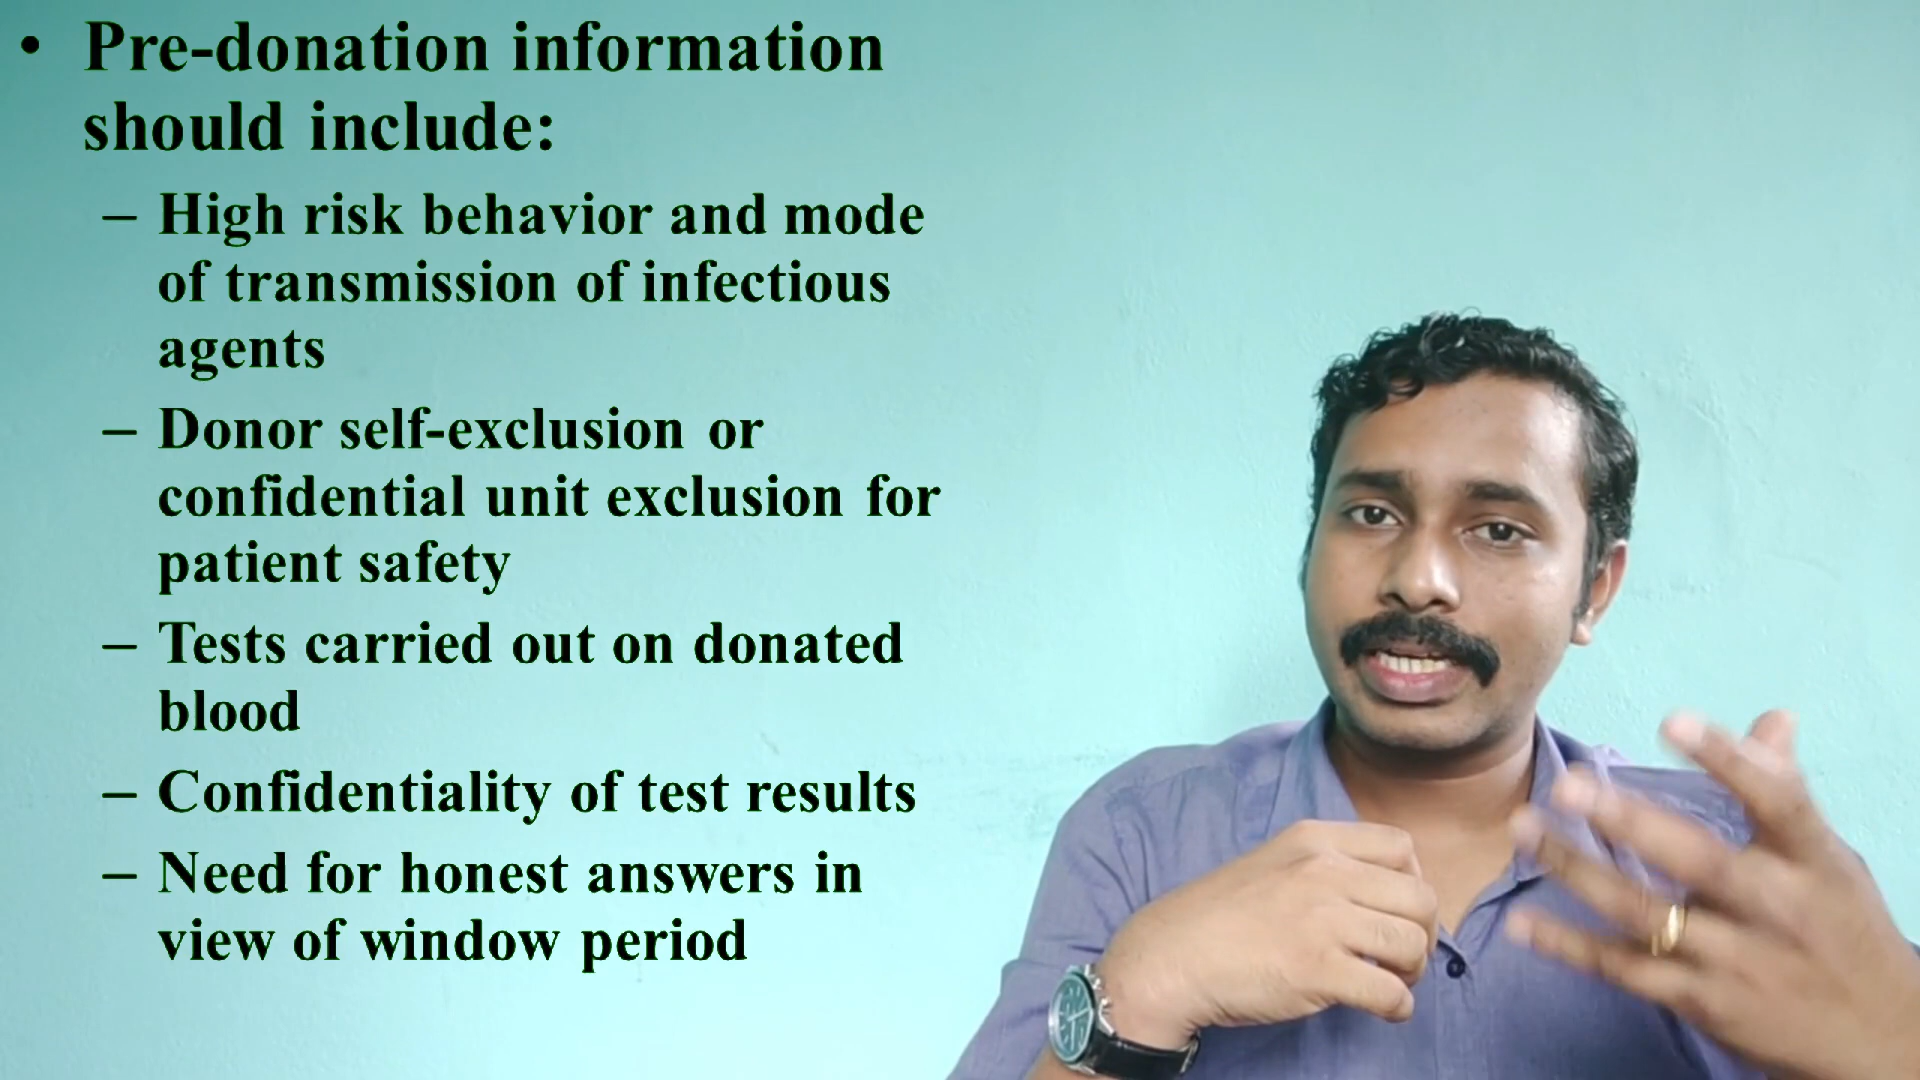 • Pre-donation information
should include:
– High risk behavior and mode
of transmission of infectious
agents
– Donor self-exclusion or
confidential unit exclusion for
patient safety
– Tests carried out on donated
blood
– Confidentiality of test results
– Need for honest answers in
view of window period